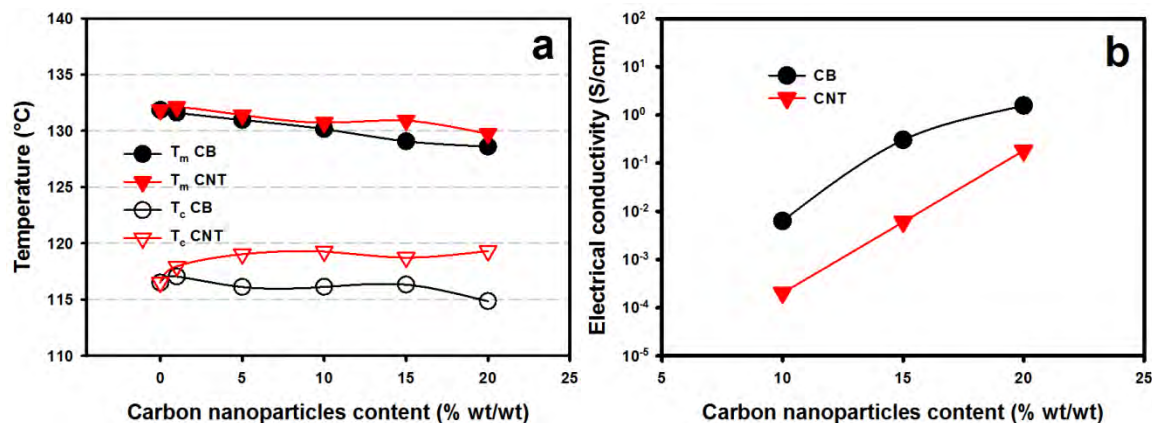 a
140
135
130
125
120
115
110
Temperature (°C)
Tm CB
Tm CNT
Tc CB
Tc CNT
0 5 10 15 20 25
Carbon nanoparticles content (% wt/wt)
b
10²
10¹
10⁰
10⁻¹
10⁻²
10⁻³
10⁻⁴
10⁻⁵
Electrical conductivity (S/cm)
CB
CNT
5 10 15 20 25
Carbon nanoparticles content (% wt/wt)